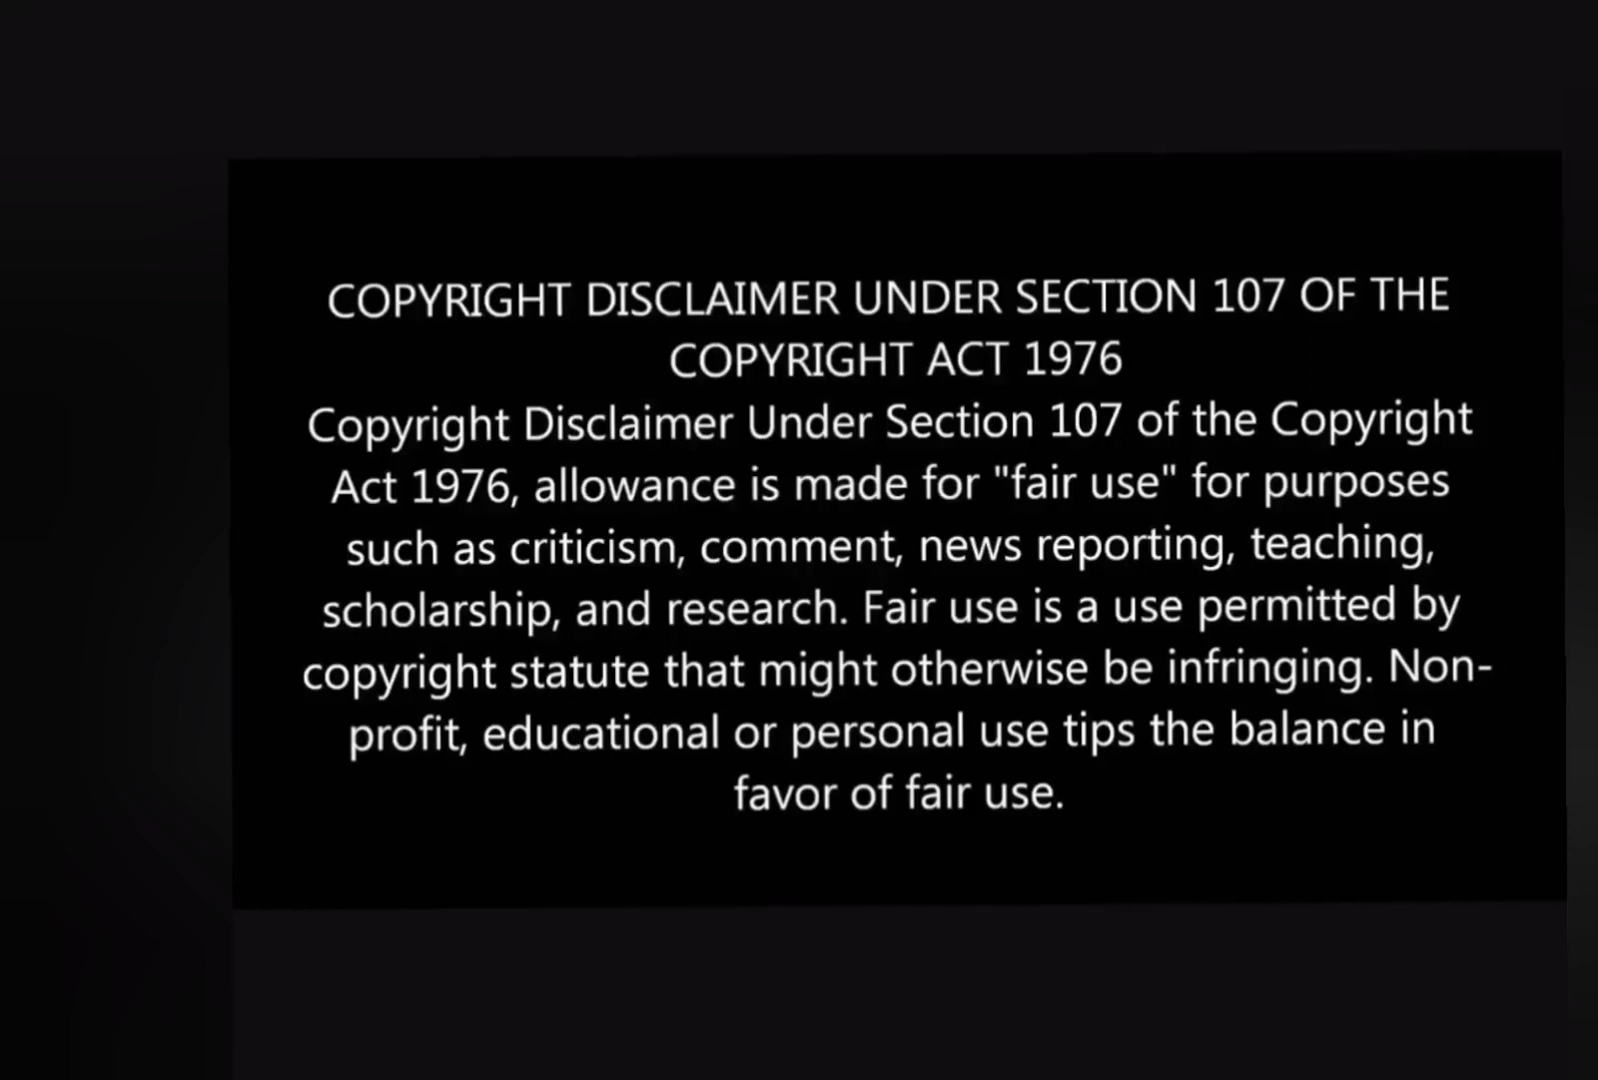 COPYRIGHT DISCLAIMER UNDER SECTION 107 OF THE
COPYRIGHT ACT 1976
Copyright Disclaimer Under Section 107 of the Copyright
Act 1976, allowance is made for "fair use" for purposes
such as criticism, comment, news reporting, teaching,
scholarship, and research. Fair use is a use permitted by
copyright statute that might otherwise be infringing. Non-
profit, educational or personal use tips the balance in
favor of fair use.